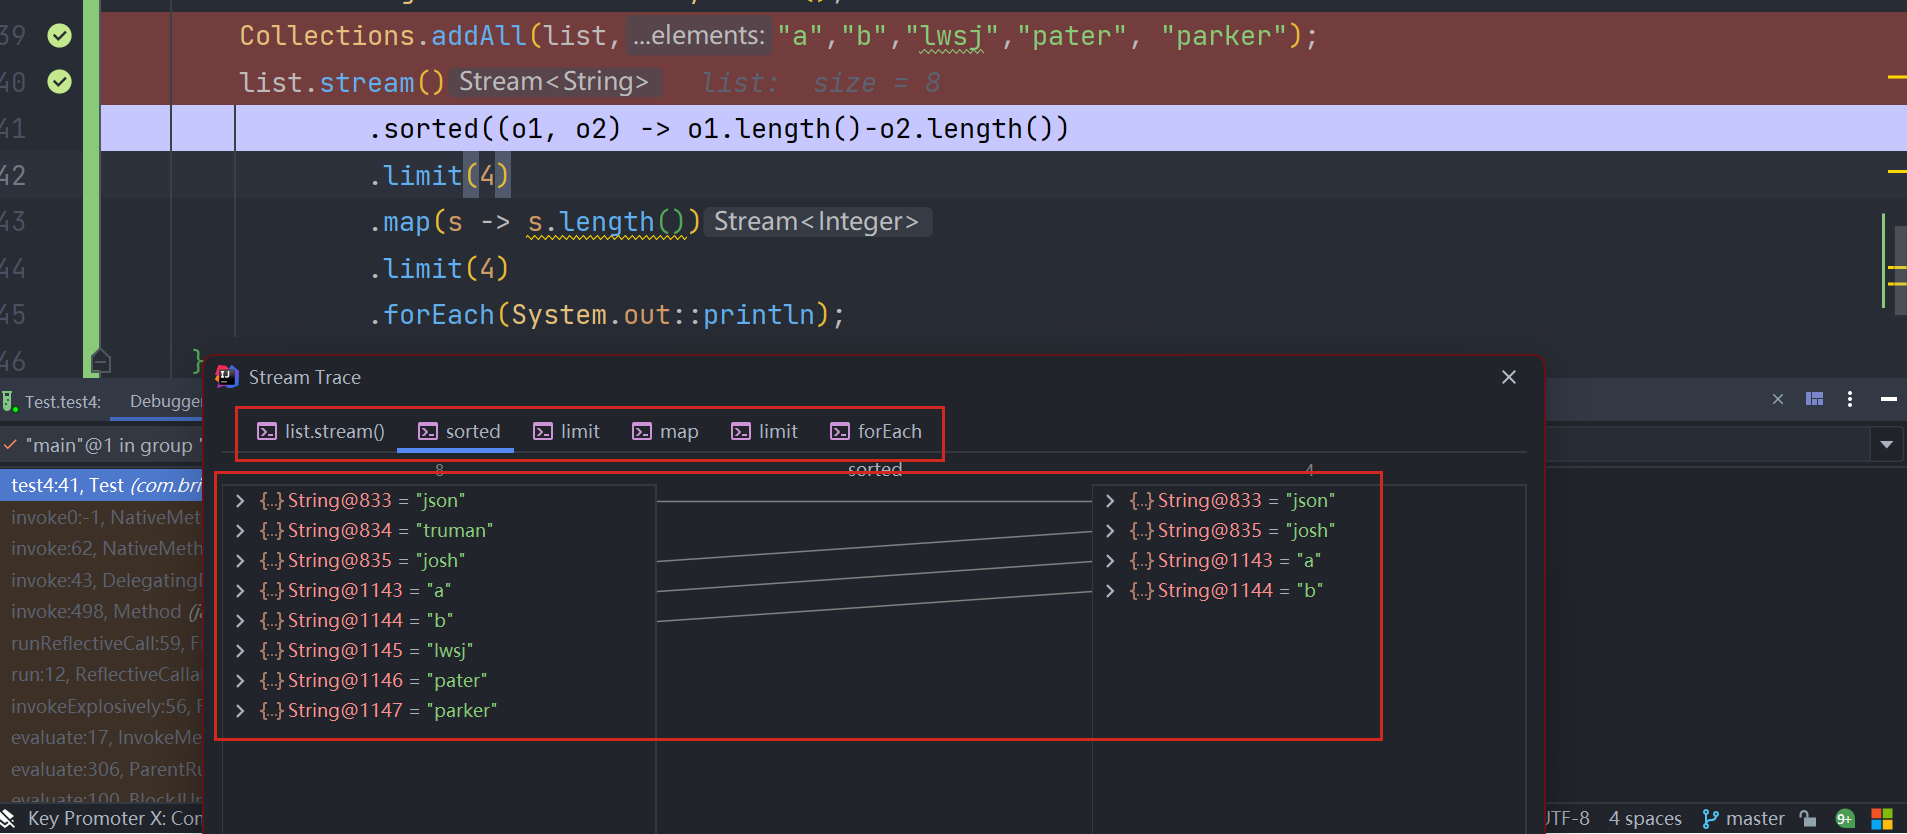 39 Collections.addAll(list, ...elements: "a","b","lwsj","pater", "parker");
40 list.stream() Stream<String> list: size = 8
41 .sorted((o1, o2) -> o1.length()-o2.length())
42 .limit(4)
43 .map(s -> s.length()) Stream<Integer>
44 .limit(4)
45 .forEach(System.out::println);
46 }
Stream Trace
Test.test4: Debugger
list.stream() sorted limit map limit forEach
"main"@1 in group
8 sorted 4
test4:41, Test (com.bri
invoke0:-1, NativeMet
invoke:62, NativeMeth
invoke:43, Delegating
invoke:498, Method (j
runReflectiveCall:59, F
run:12, ReflectiveCalla
invokeExplosively:56, F
evaluate:17, InvokeMe
evaluate:306, ParentRu
evaluate:100, BlockJUn
{...} String@833 = "json"
{...} String@834 = "truman"
{...} String@835 = "josh"
{...} String@1143 = "a"
{...} String@1144 = "b"
{...} String@1145 = "lwsj"
{...} String@1146 = "pater"
{...} String@1147 = "parker"
{...} String@833 = "json"
{...} String@835 = "josh"
{...} String@1143 = "a"
{...} String@1144 = "b"
Key Promoter X: Con
UTF-8 4 spaces master 9+